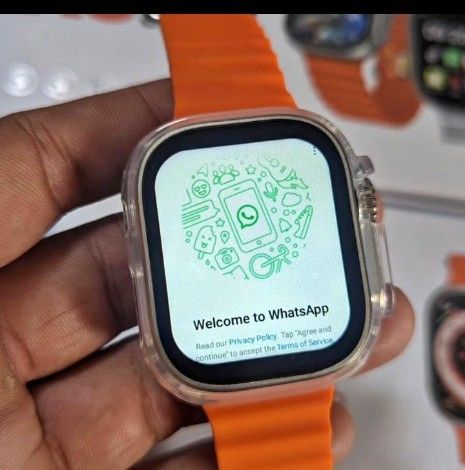 Welcome to WhatsApp
Read our Privacy Policy. Tap "Agree and
continue" to accept the Terms of Service